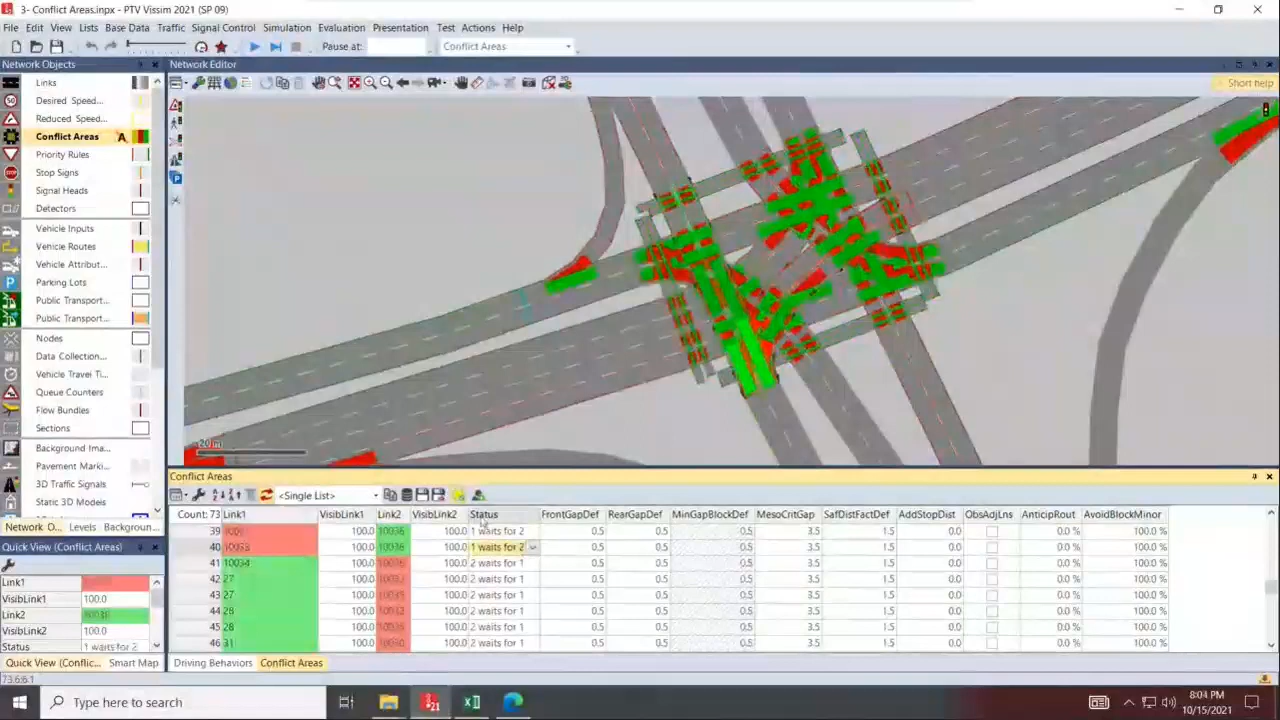 3- Conflict Areas.inpx - PTV Vissim 2021 (SP 09)
File Edit View Lists Base Data Traffic Signal Control Simulation Evaluation Presentation Test Actions Help
Pause at: Conflict Areas
Network Objects
Network Editor
Short help
Links
Desired Speed...
Reduced Speed...
Conflict Areas A
Priority Rules
Stop Signs
Signal Heads
Detectors
Vehicle Inputs
Vehicle Routes
Vehicle Attribut...
Parking Lots
Public Transport...
Public Transport...
Nodes
Data Collection...
Vehicle Travel Ti...
Queue Counters
Flow Bundles
Sections
Background Ima...
Pavement Marki...
3D Traffic Signals
Static 3D Models
Network O... Levels Backgroun...
20 m
Conflict Areas
<Single List>
Count: 73 Link1 VisibLink1 Link2 VisibLink2 Status FrontGapDef RearGapDef MinGapBlockDef MesoCritGap SafDistFactDef AddStopDist ObsAdjLns AnticipRout AvoidBlockMinor
39 100.0 10036 100.0 1 waits for 2 0.5 0.5 0.5 3.5 1.5 0.0 0.0 % 100.0 %
40 10033 100.0 10036 100.0 1 waits for 2 0.5 0.5 0.5 3.5 1.5 0.0 0.0 % 100.0 %
41 10034 100.0 100.0 2 waits for 1 0.5 0.5 0.5 3.5 1.5 0.0 0.0 % 100.0 %
42 27 100.0 100.0 2 waits for 1 0.5 0.5 0.5 3.5 1.5 0.0 0.0 % 100.0 %
43 27 100.0 100.0 2 waits for 1 0.5 0.5 0.5 3.5 1.5 0.0 0.0 % 100.0 %
44 28 100.0 100.0 2 waits for 1 0.5 0.5 0.5 3.5 1.5 0.0 0.0 % 100.0 %
45 28 100.0 100.0 2 waits for 1 0.5 0.5 0.5 3.5 1.5 0.0 0.0 % 100.0 %
46 31 100.0 100.0 2 waits for 1 0.5 0.5 0.5 3.5 1.5 0.0 0.0 % 100.0 %
Quick View (Conflict Areas)
Link1
VisibLink1 100.0
Link2 10036
VisibLink2 100.0
Status 1 waits for 2
Quick View (Conflic... Smart Map
Driving Behaviors Conflict Areas
73.6:6.1
Type here to search
8:04 PM
10/15/2021